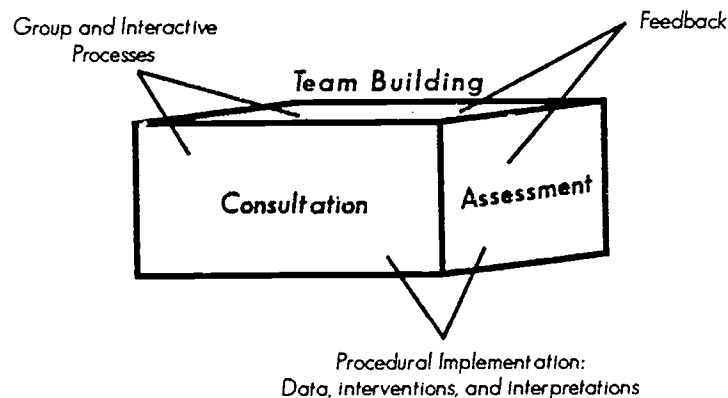 Group and Interactive
Processes
Feedback
Team Building
Consultation
Assessment
Procedural Implementation:
Data, interventions, and interpretations